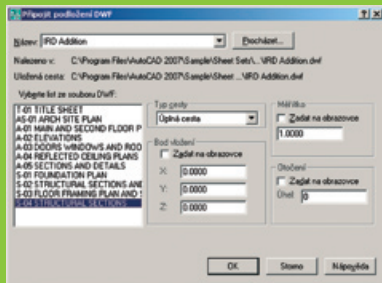 Připojit podložení DWF
Název: IRD Addition Procházet...
Nalezeno v: C:\Program Files\AutoCAD 2007\Sample\Sheet Sets\...\IRD Addition.dwf
Uložená cesta: C:\Program Files\AutoCAD 2007\Sample\Sheet ...\IRD Addition.dwf
Vyberte list ze souboru DWF:
T-01 TITLE SHEET
AS-01 ARCH SITE PLAN
A-01 MAIN AND SECOND FLOOR P
A-02 ELEVATIONS
A-03 DOORS WINDOWS AND ROO
A-04 REFLECTED CEILING PLANS
A-05 SECTIONS AND DETAILS
S-01 FOUNDATION PLAN
S-02 STRUCTURAL SECTIONS AND
S-03 FLOOR FRAMING PLAN AND S
S-04 STRUCTURAL SECTIONS
Typ cesty
Úplná cesta
Bod vložení
Zadat na obrazovce
X: 0.0000
Y: 0.0000
Z: 0.0000
Měřítko
Zadat na obrazovce
1.0000
Otočení
Zadat na obrazovce
Úhel 0
OK Storno Nápověda